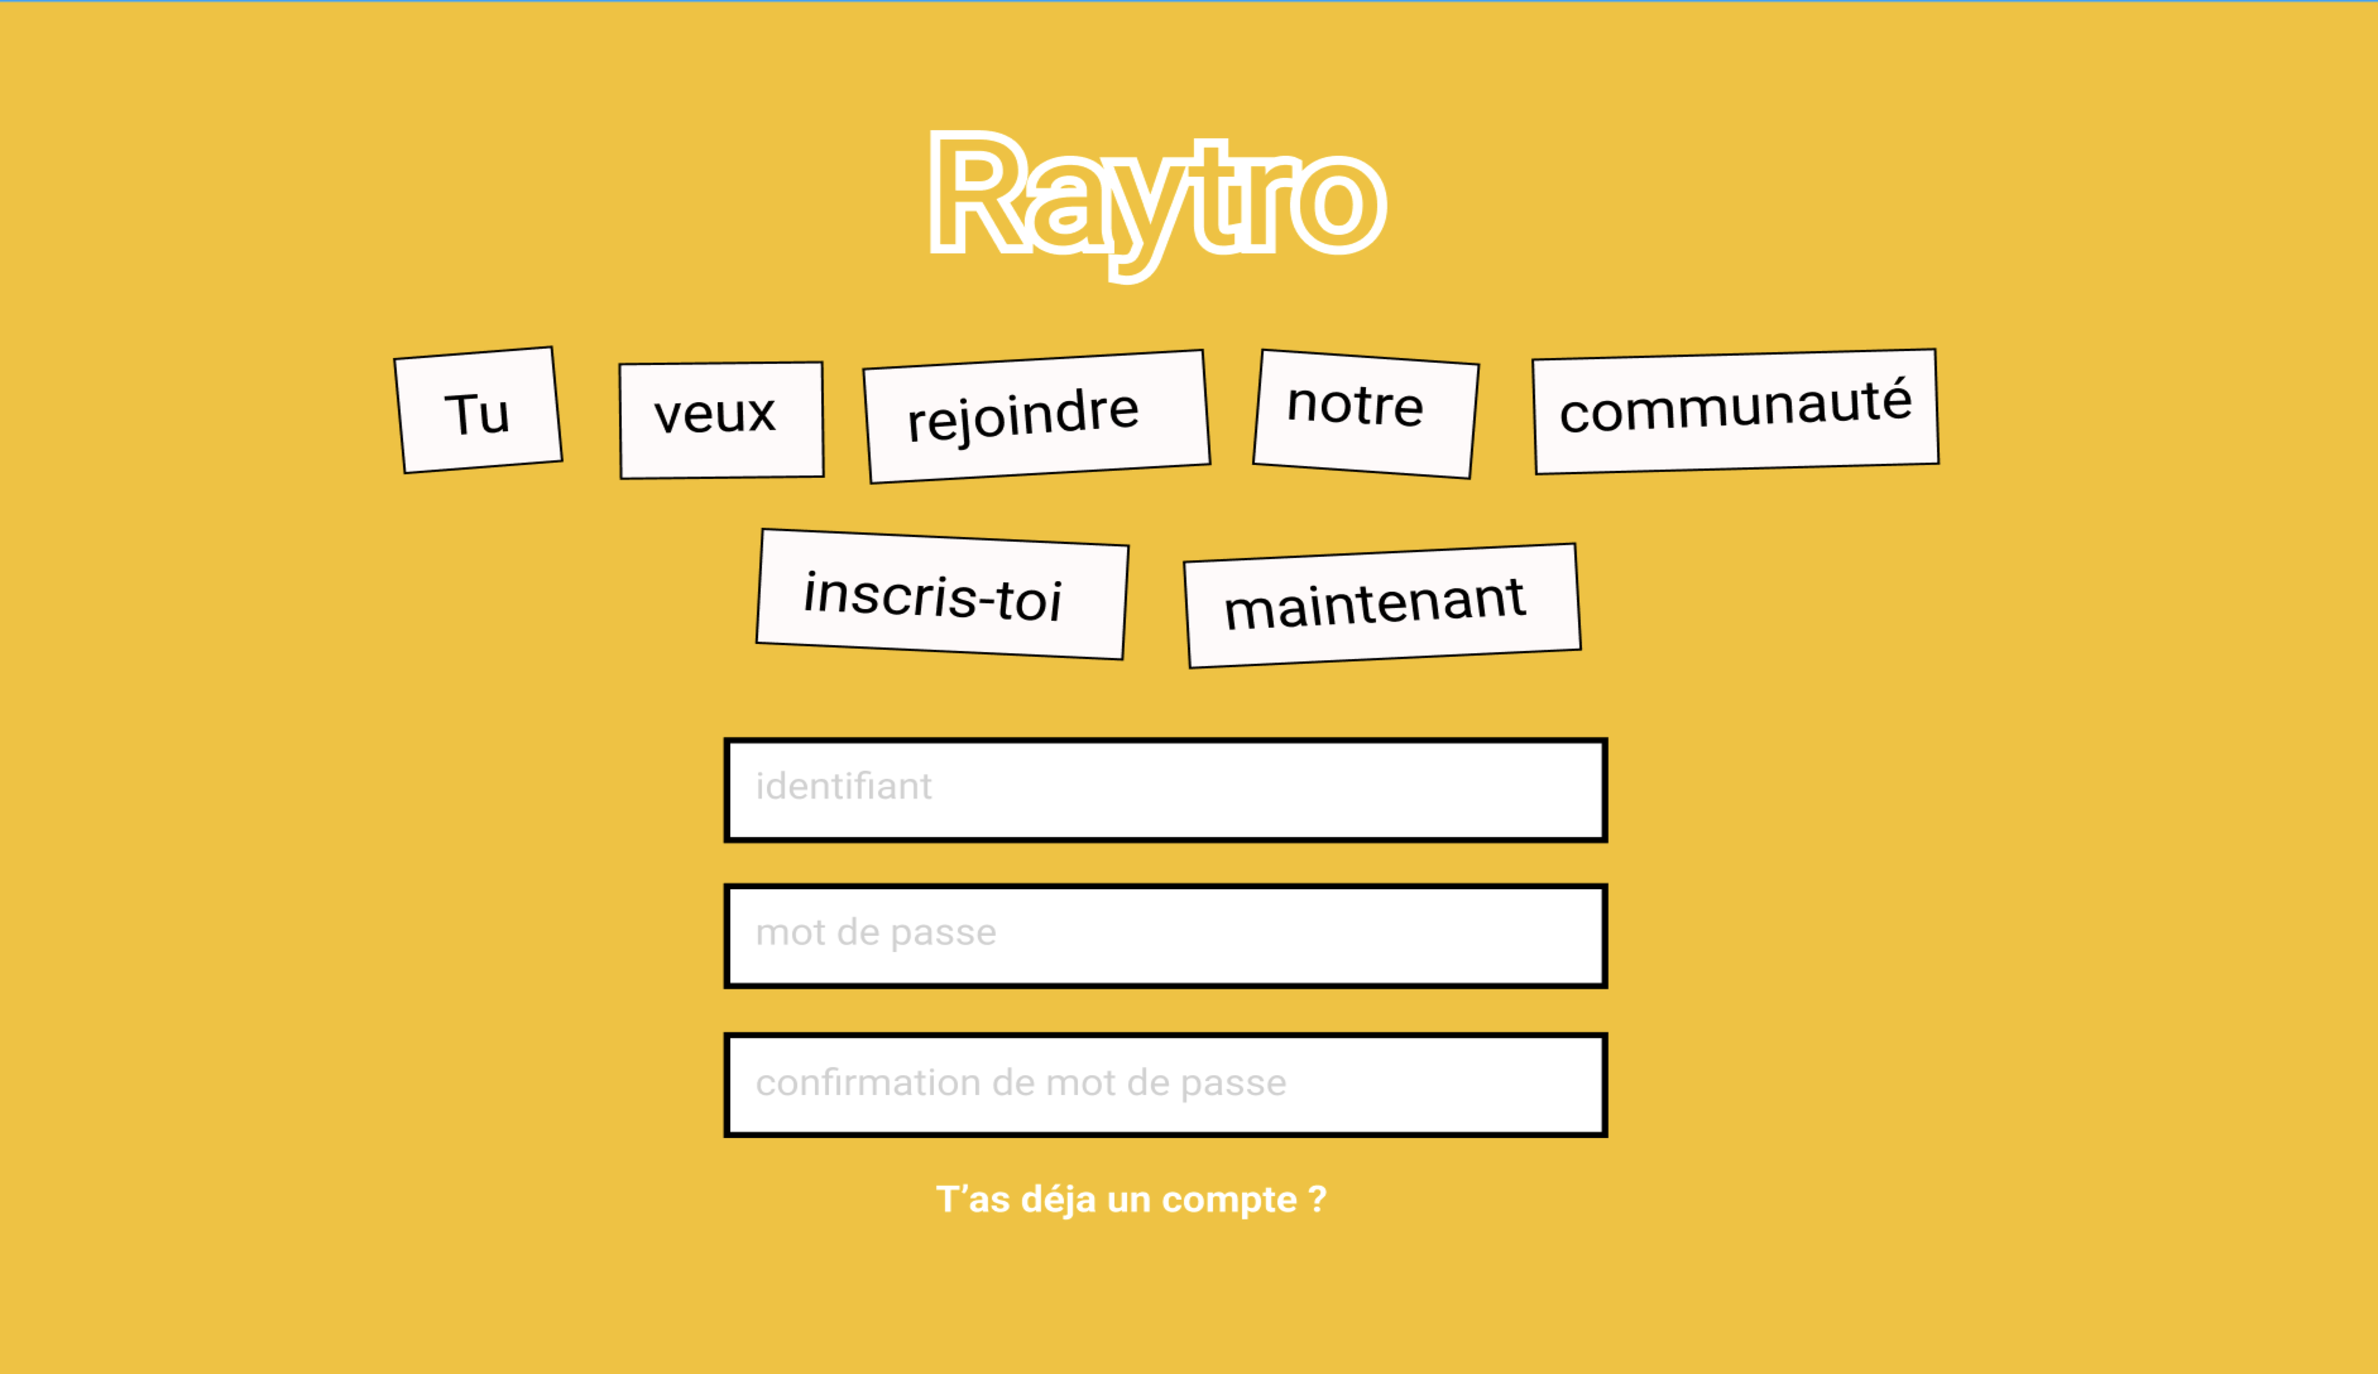 Raytro
Tu veux rejoindre notre communauté
inscris-toi maintenant
identifiant
mot de passe
confirmation de mot de passe
T’as déja un compte ?